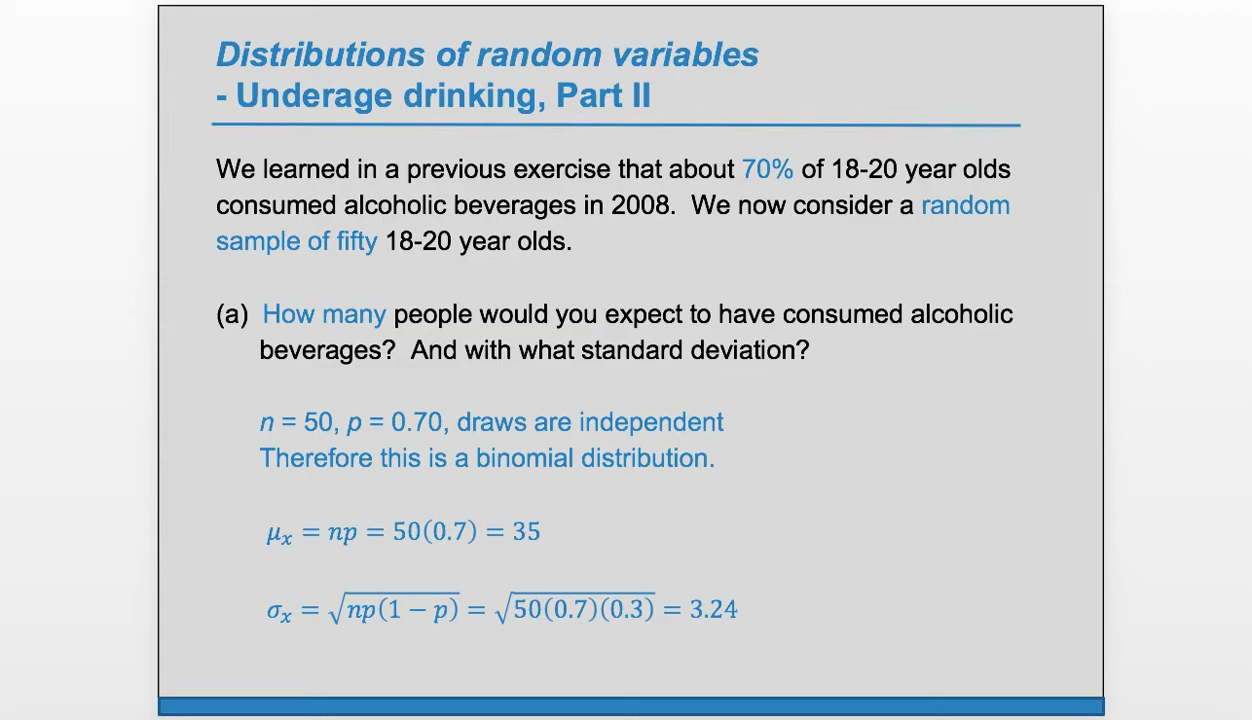 Distributions of random variables
- Underage drinking, Part II
We learned in a previous exercise that about 70% of 18-20 year olds
consumed alcoholic beverages in 2008. We now consider a random
sample of fifty 18-20 year olds.
(a) How many people would you expect to have consumed alcoholic
beverages? And with what standard deviation?
n = 50, p = 0.70, draws are independent
Therefore this is a binomial distribution.
μₓ = np = 50(0.7) = 35
σₓ = √np(1 − p) = √50(0.7)(0.3) = 3.24